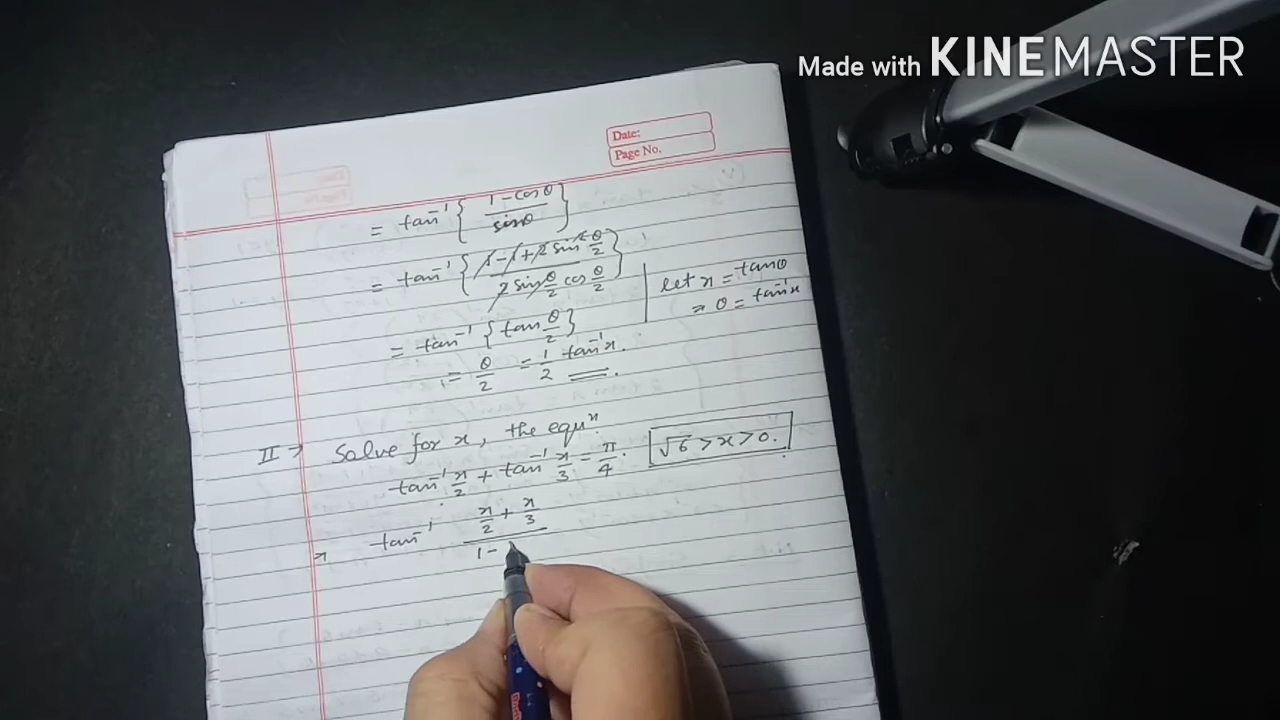 Made with KINEMASTER
Date:
Page No.
= tan⁻¹ { (1 - cosθ) / sinθ }
= tan⁻¹ { (1 - 1 + 2 sin² θ/2) / (2 sin θ/2 cos θ/2) }
let x = tanθ
⇒ θ = tan⁻¹x
= tan⁻¹ { tan θ/2 }
= θ/2 = 1/2 tan⁻¹x.
II → Solve for x, the equⁿ.
tan⁻¹ x/2 + tan⁻¹ x/3 = π/4. √6 > x > 0.
⇒ tan⁻¹ (x/2 + x/3) / (1 -